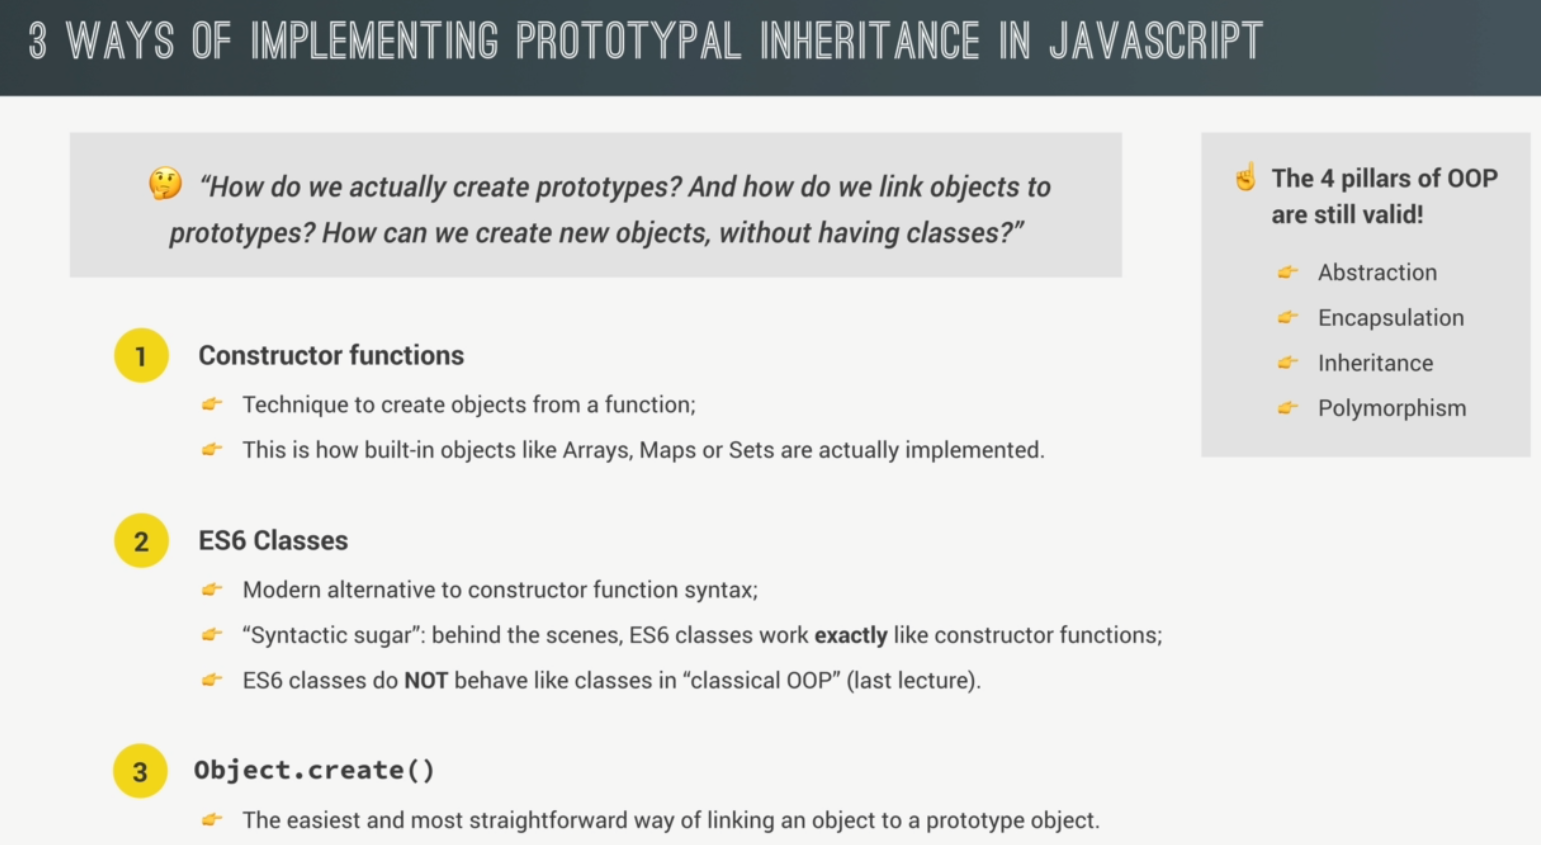 3 WAYS OF IMPLEMENTING PROTOTYPAL INHERITANCE IN JAVASCRIPT
“How do we actually create prototypes? And how do we link objects to
prototypes? How can we create new objects, without having classes?”
1 Constructor functions
Technique to create objects from a function;
This is how built-in objects like Arrays, Maps or Sets are actually implemented.
2 ES6 Classes
Modern alternative to constructor function syntax;
“Syntactic sugar”: behind the scenes, ES6 classes work exactly like constructor functions;
ES6 classes do NOT behave like classes in “classical OOP” (last lecture).
3 Object.create()
The easiest and most straightforward way of linking an object to a prototype object.
The 4 pillars of OOP
are still valid!
Abstraction
Encapsulation
Inheritance
Polymorphism